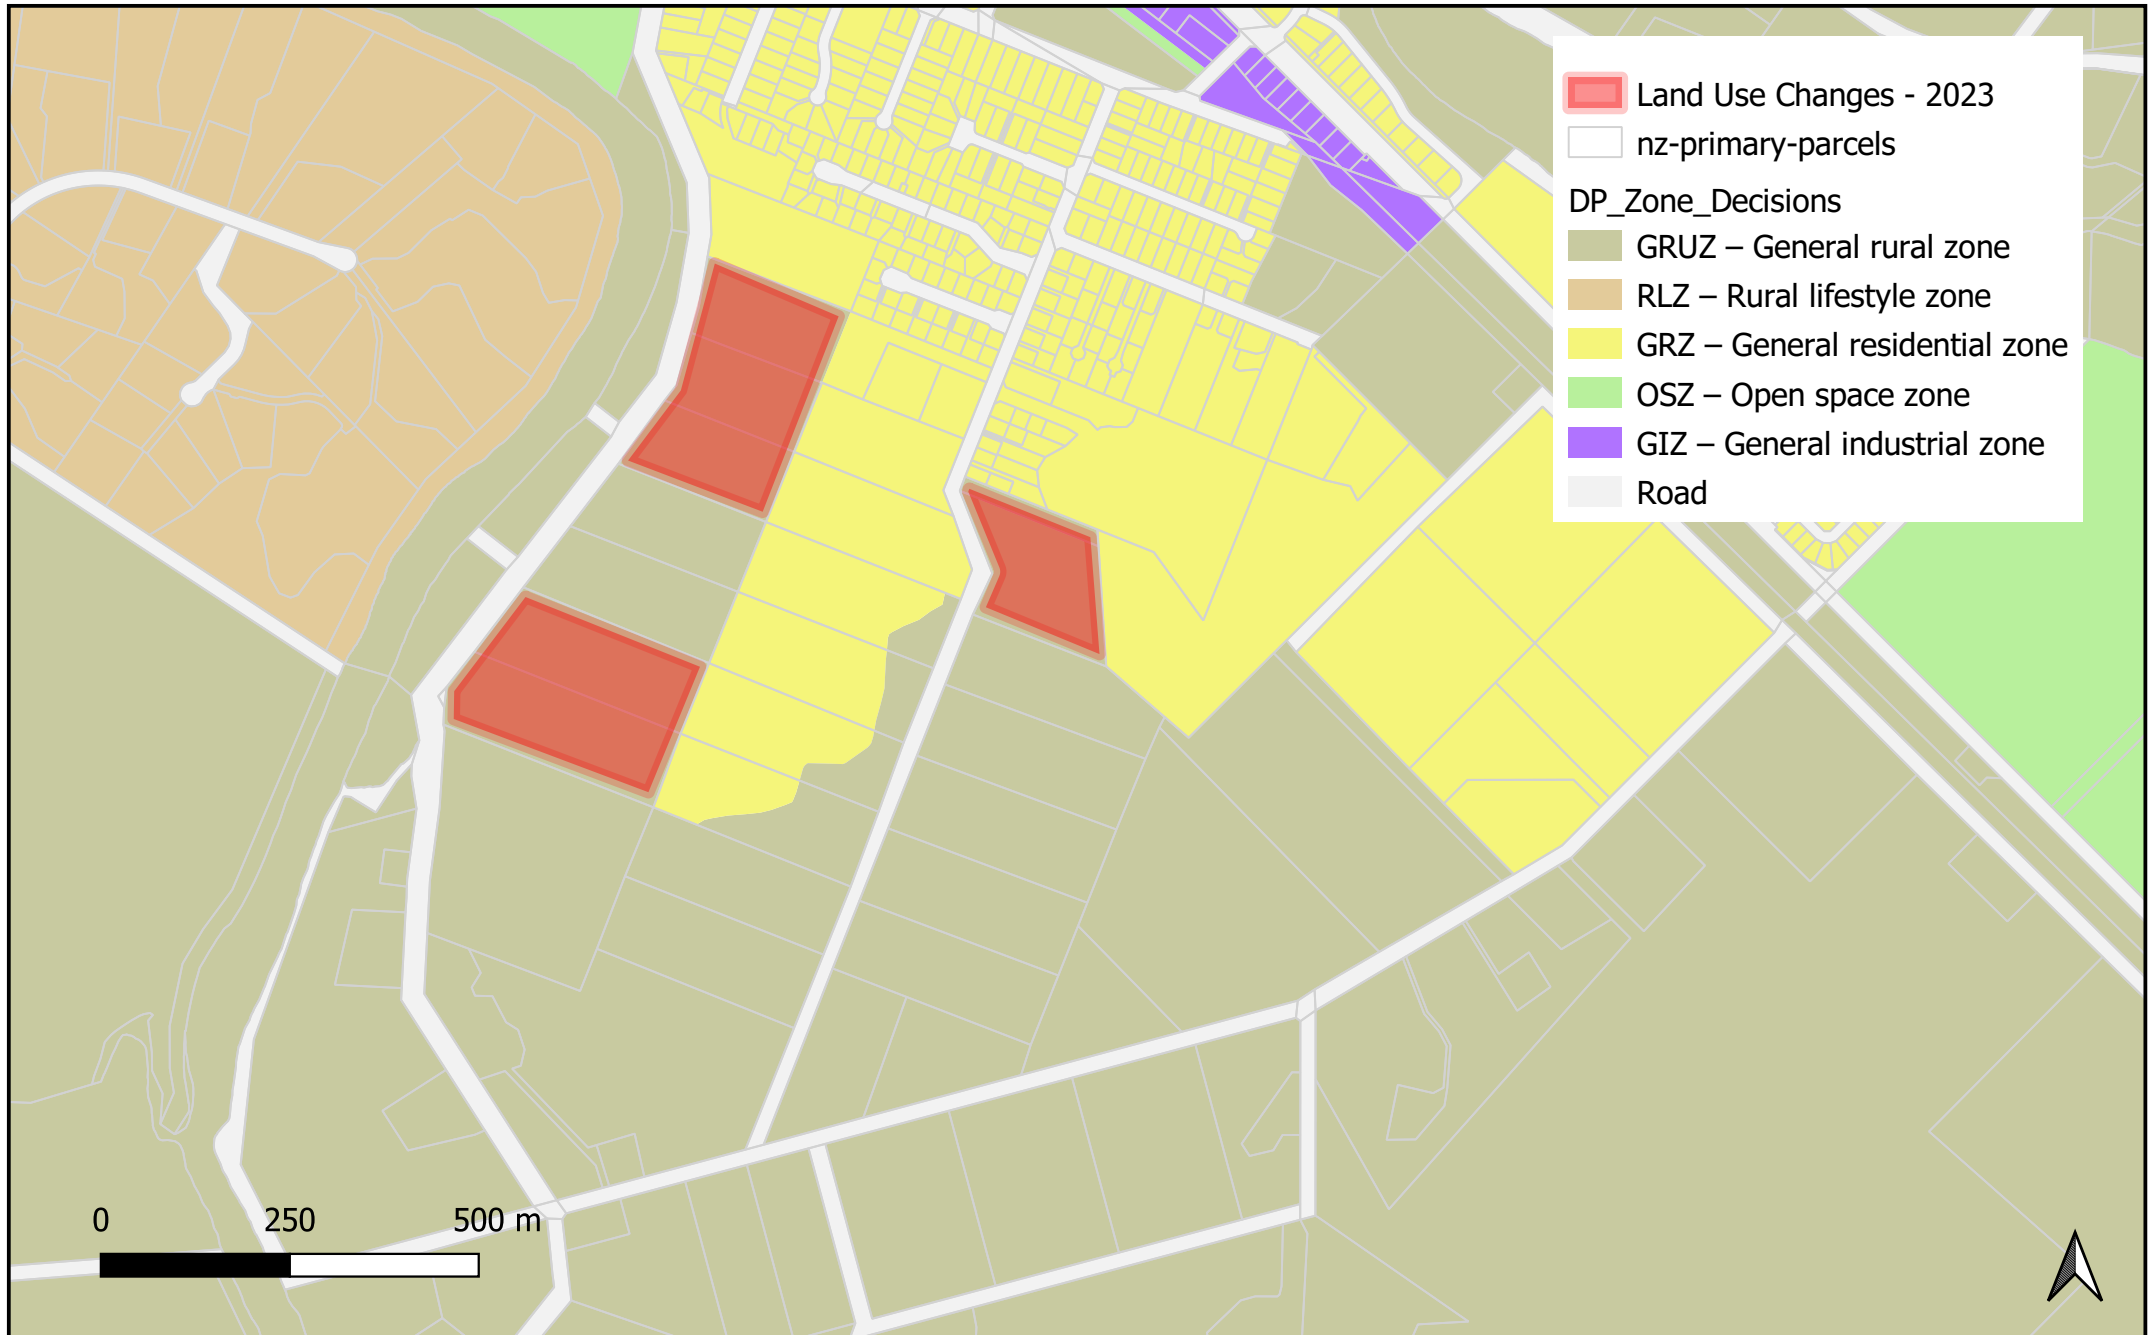 Land Use Changes - 2023
nz-primary-parcels
DP_Zone_Decisions
GRUZ – General rural zone
RLZ – Rural lifestyle zone
GRZ – General residential zone
OSZ – Open space zone
GIZ – General industrial zone
Road
0 250 500 m